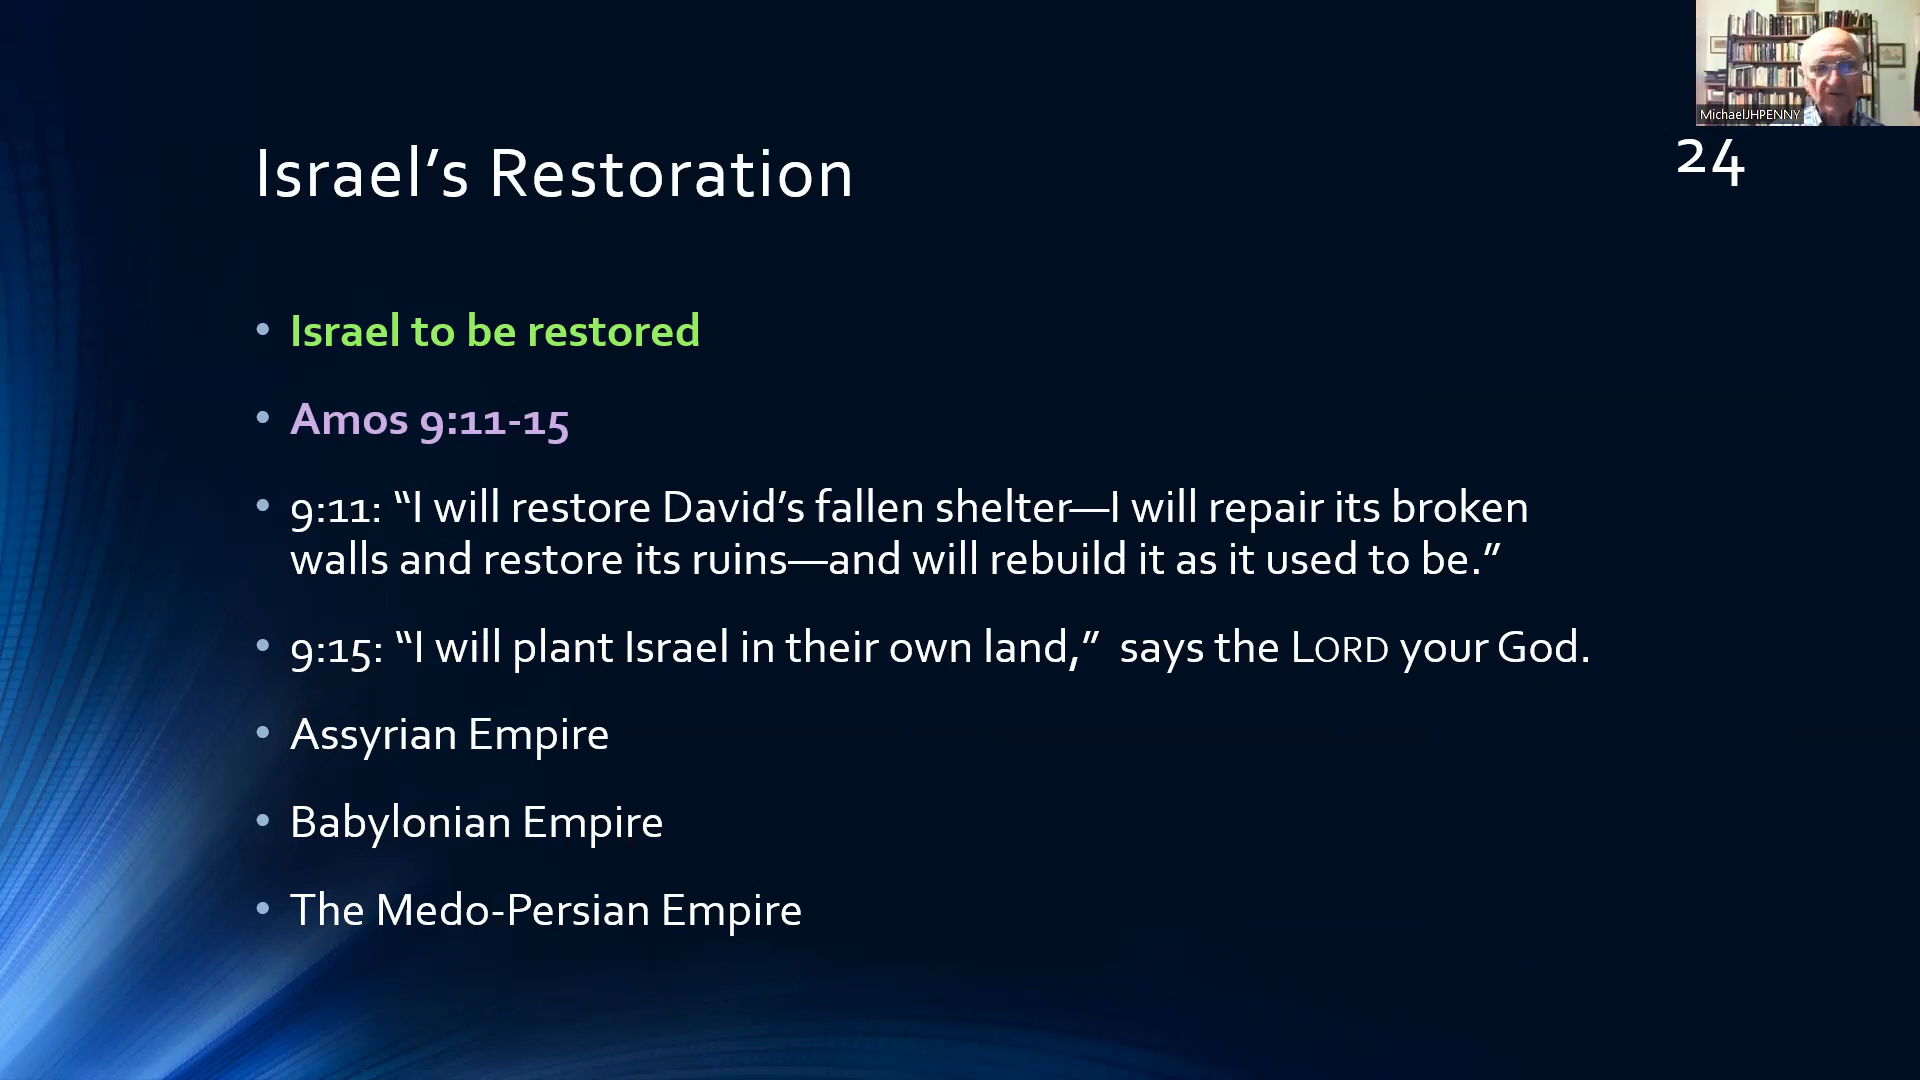 MichaelJHPENNY
24
Israel’s Restoration
• Israel to be restored
• Amos 9:11-15
• 9:11: “I will restore David’s fallen shelter—I will repair its broken
walls and restore its ruins—and will rebuild it as it used to be.”
• 9:15: “I will plant Israel in their own land,”  says the LORD your God.
• Assyrian Empire
• Babylonian Empire
• The Medo-Persian Empire